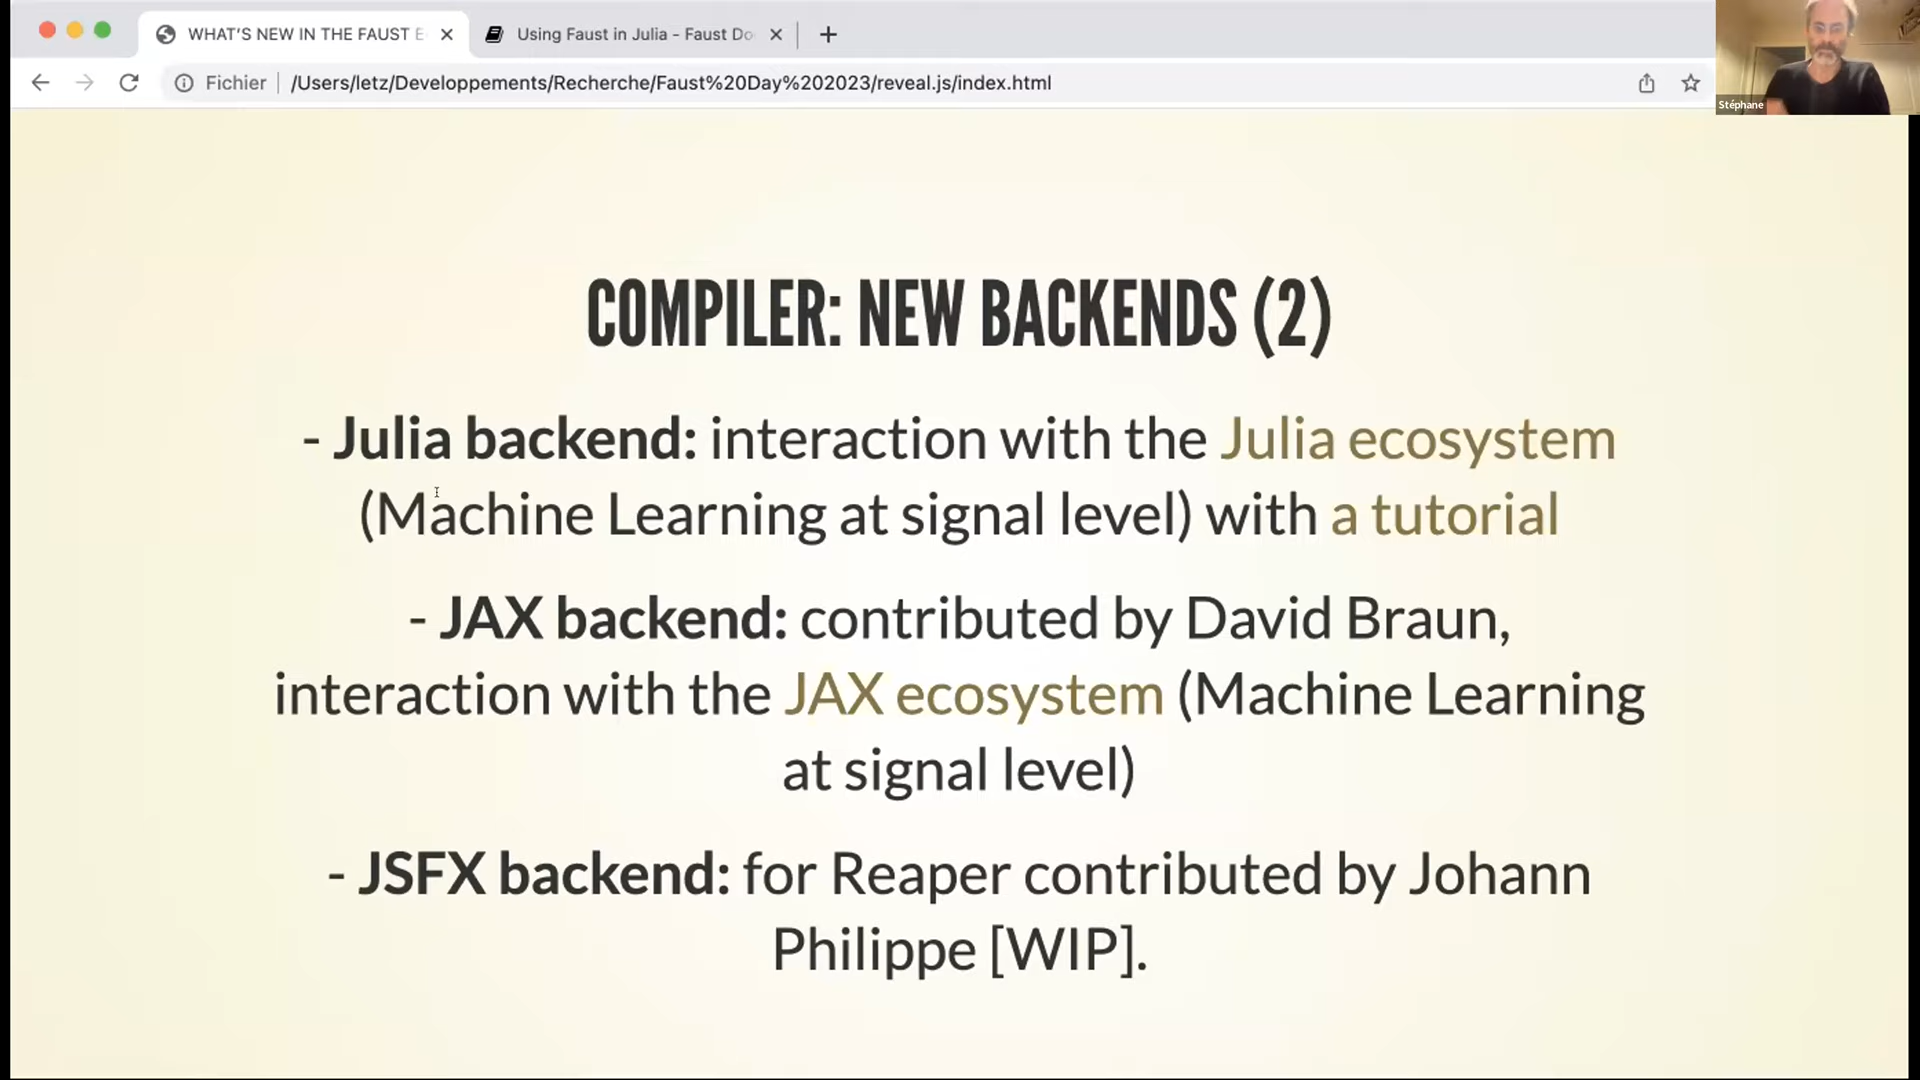 WHAT'S NEW IN THE FAUST E
Using Faust in Julia - Faust Do
Fichier /Users/letz/Developpements/Recherche/Faust%20Day%202023/reveal.js/index.html
Stéphane
COMPILER: NEW BACKENDS (2)
- Julia backend: interaction with the Julia ecosystem
(Machine Learning at signal level) with a tutorial
- JAX backend: contributed by David Braun,
interaction with the JAX ecosystem (Machine Learning
at signal level)
- JSFX backend: for Reaper contributed by Johann
Philippe [WIP].